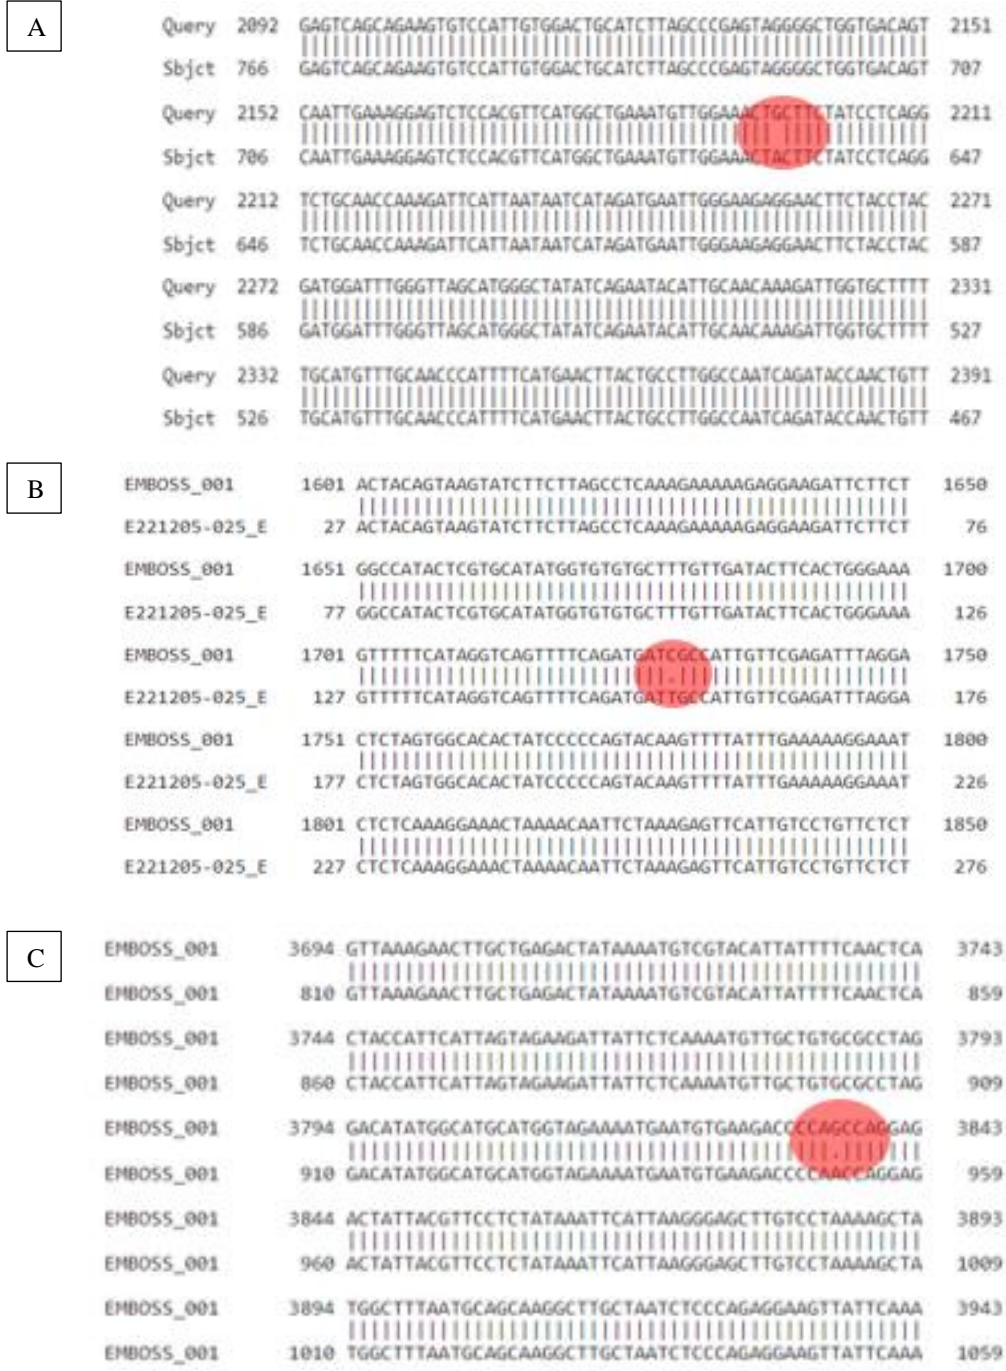 A
Query 2092 GAGTCAGCAGAAGTGTCCATTGTGGACTGCATCTTAGCCCGAGTAGGGGCTGGTGACAGT 2151
||||||||||||||||||||||||||||||||||||||||||||||||||||||||||||
Sbjct 766 GAGTCAGCAGAAGTGTCCATTGTGGACTGCATCTTAGCCCGAGTAGGGGCTGGTGACAGT 707
Query 2152 CAATTGAAAGGAGTCTCCACGTTCATGGCTGAAATGTTGGAAACTGCTTCTATCCTCAGG 2211
||||||||||||||||||||||||||||||||||||||||||||| ||||||||||||||
Sbjct 706 CAATTGAAAGGAGTCTCCACGTTCATGGCTGAAATGTTGGAAACTACTTCTATCCTCAGG 647
Query 2212 TCTGCAACCAAAGATTCATTAATAATCATAGATGAATTGGGAAGAGGAACTTCTACCTAC 2271
||||||||||||||||||||||||||||||||||||||||||||||||||||||||||||
Sbjct 646 TCTGCAACCAAAGATTCATTAATAATCATAGATGAATTGGGAAGAGGAACTTCTACCTAC 587
Query 2272 GATGGATTTGGGTTAGCATGGGCTATATCAGAATACATTGCAACAAAGATTGGTGCTTTT 2331
||||||||||||||||||||||||||||||||||||||||||||||||||||||||||||
Sbjct 586 GATGGATTTGGGTTAGCATGGGCTATATCAGAATACATTGCAACAAAGATTGGTGCTTTT 527
Query 2332 TGCATGTTTGCAACCCATTTTCATGAACTTACTGCCTTGGCCAATCAGATACCAACTGTT 2391
||||||||||||||||||||||||||||||||||||||||||||||||||||||||||||
Sbjct 526 TGCATGTTTGCAACCCATTTTCATGAACTTACTGCCTTGGCCAATCAGATACCAACTGTT 467
B
EMBOSS_001 1601 ACTACAGTAAGTATCTTCTTAGCCTCAAAGAAAAAGAGGAAGATTCTTCT 1650
||||||||||||||||||||||||||||||||||||||||||||||||||
E221205-025_E 27 ACTACAGTAAGTATCTTCTTAGCCTCAAAGAAAAAGAGGAAGATTCTTCT 76
EMBOSS_001 1651 GGCCATACTCGTGCATATGGTGTGTGCTTTGTTGATACTTCACTGGGAAA 1700
||||||||||||||||||||||||||||||||||||||||||||||||||
E221205-025_E 77 GGCCATACTCGTGCATATGGTGTGTGCTTTGTTGATACTTCACTGGGAAA 126
EMBOSS_001 1701 GTTTTTCATAGGTCAGTTTTCAGATGATCGCCATTGTTCGAGATTTAGGA 1750
||||||||||||||||||||||||||||.|||||||||||||||||||||
E221205-025_E 127 GTTTTTCATAGGTCAGTTTTCAGATGATTGCCATTGTTCGAGATTTAGGA 176
EMBOSS_001 1751 CTCTAGTGGCACACTATCCCCCAGTACAAGTTTTATTTGAAAAAGGAAAT 1800
||||||||||||||||||||||||||||||||||||||||||||||||||
E221205-025_E 177 CTCTAGTGGCACACTATCCCCCAGTACAAGTTTTATTTGAAAAAGGAAAT 226
EMBOSS_001 1801 CTCTCAAAGGAAACTAAAACAATTCTAAAGAGTTCATTGTCCTGTTCTCT 1850
||||||||||||||||||||||||||||||||||||||||||||||||||
E221205-025_E 227 CTCTCAAAGGAAACTAAAACAATTCTAAAGAGTTCATTGTCCTGTTCTCT 276
C
EMBOSS_001 3694 GTTAAAGAACTTGCTGAGACTATAAAATGTCGTACATTATTTTCAACTCA 3743
||||||||||||||||||||||||||||||||||||||||||||||||||
EMBOSS_001 810 GTTAAAGAACTTGCTGAGACTATAAAATGTCGTACATTATTTTCAACTCA 859
EMBOSS_001 3744 CTACCATTCATTAGTAGAAGATTATTCTCAAAATGTTGCTGTGCGCCTAG 3793
||||||||||||||||||||||||||||||||||||||||||||||||||
EMBOSS_001 860 CTACCATTCATTAGTAGAAGATTATTCTCAAAATGTTGCTGTGCGCCTAG 909
EMBOSS_001 3794 GACATATGGCATGCATGGTAGAAAATGAATGTGAAGACCCCAGCCAGGAG 3843
||||||||||||||||||||||||||||||||||||||||||.|||||||
EMBOSS_001 910 GACATATGGCATGCATGGTAGAAAATGAATGTGAAGACCCCAACCAGGAG 959
EMBOSS_001 3844 ACTATTACGTTCCTCTATAAATTCATTAAGGGAGCTTGTCCTAAAAGCTA 3893
||||||||||||||||||||||||||||||||||||||||||||||||||
EMBOSS_001 960 ACTATTACGTTCCTCTATAAATTCATTAAGGGAGCTTGTCCTAAAAGCTA 1009
EMBOSS_001 3894 TGGCTTTAATGCAGCAAGGCTTGCTAATCTCCCAGAGGAAGTTATTCAAA 3943
||||||||||||||||||||||||||||||||||||||||||||||||||
EMBOSS_001 1010 TGGCTTTAATGCAGCAAGGCTTGCTAATCTCCCAGAGGAAGTTATTCAAA 1059